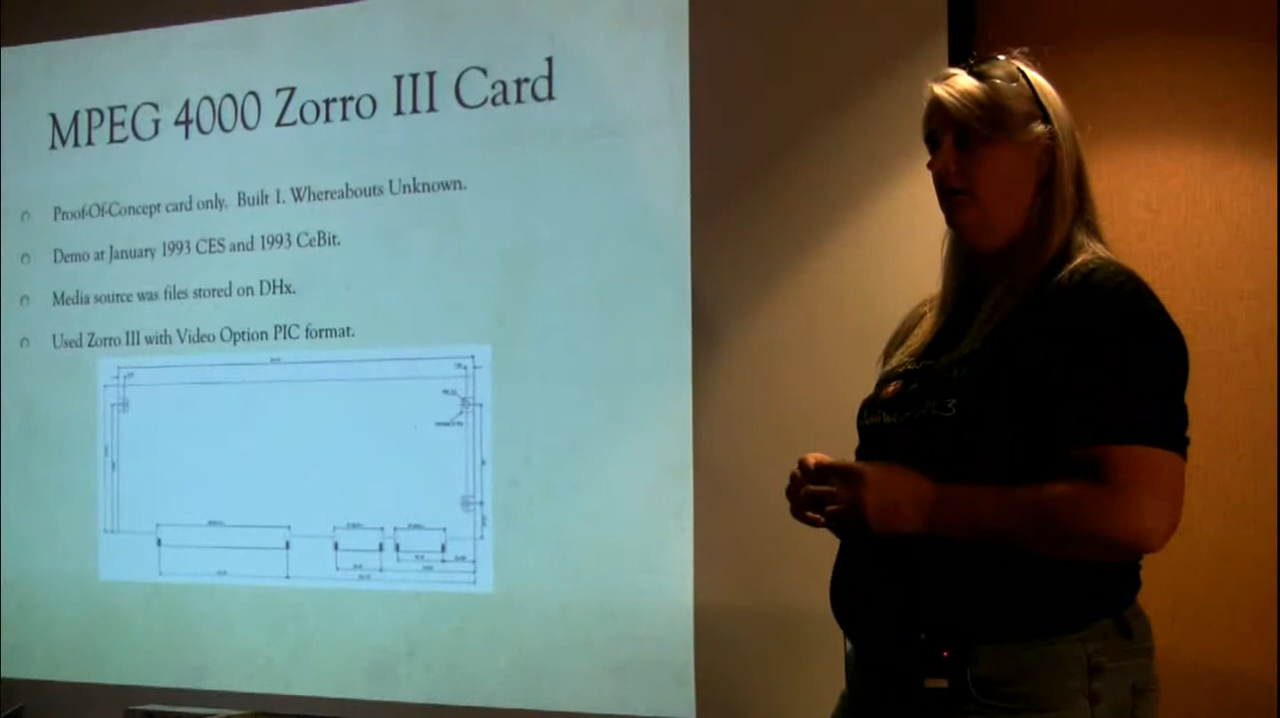 MPEG 4000 Zorro III Card
Proof-Of-Concept card only. Built 1. Whereabouts Unknown.
Demo at January 1993 CES and 1993 CeBit.
Media source was files stored on DHx.
Used Zorro III with Video Option PIC format.